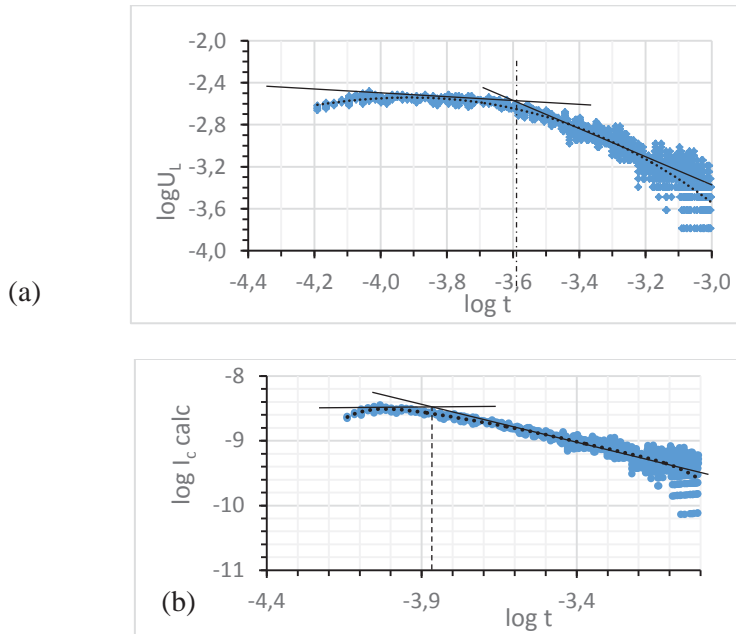 -2,0
-2,4
-2,8
-3,2
-3,6
-4,0
logU_L
-4,4 -4,2 -4,0 -3,8 -3,6 -3,4 -3,2 -3,0
log t
(a)
-8
-9
-10
-11
log I_c calc
-4,4 -3,9 -3,4
log t
(b)